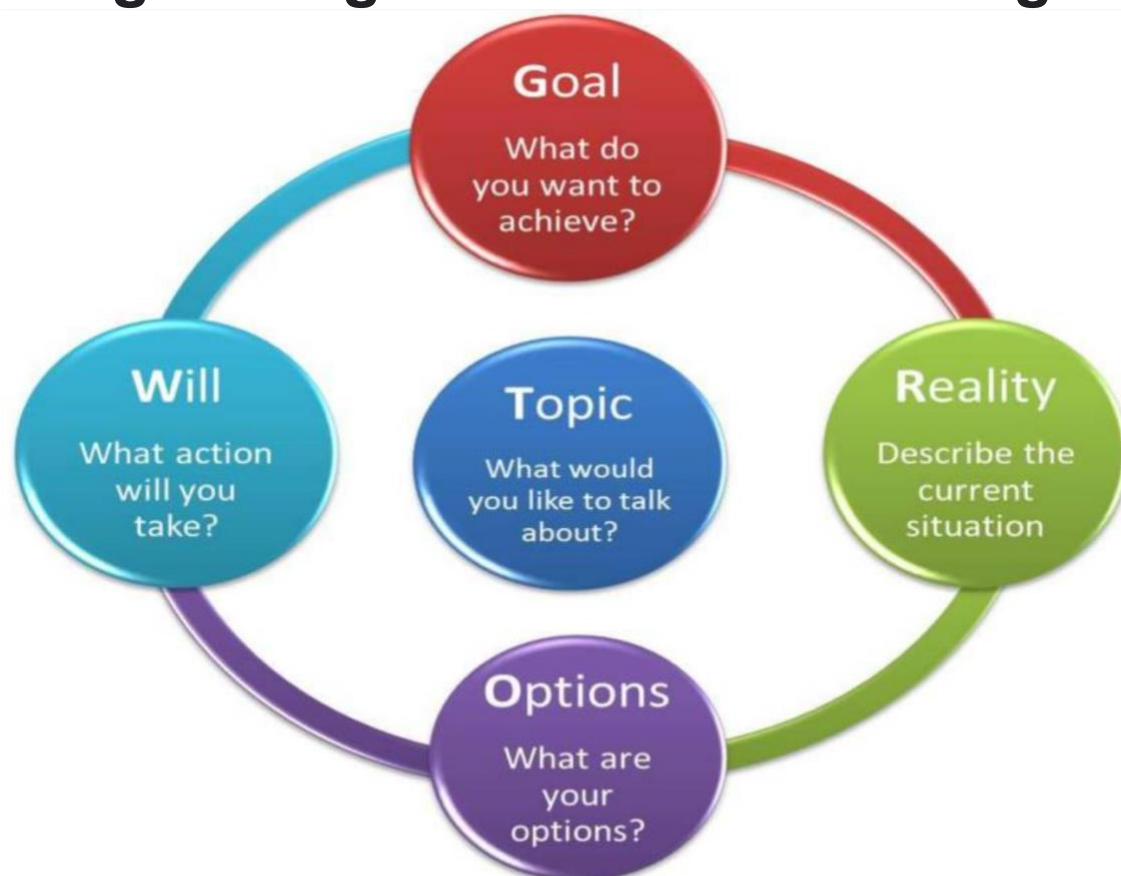 Goal
What do
you want to
achieve?
Will
What action
will you
take?
Topic
What would
you like to talk
about?
Reality
Describe the
current
situation
Options
What are
your
options?